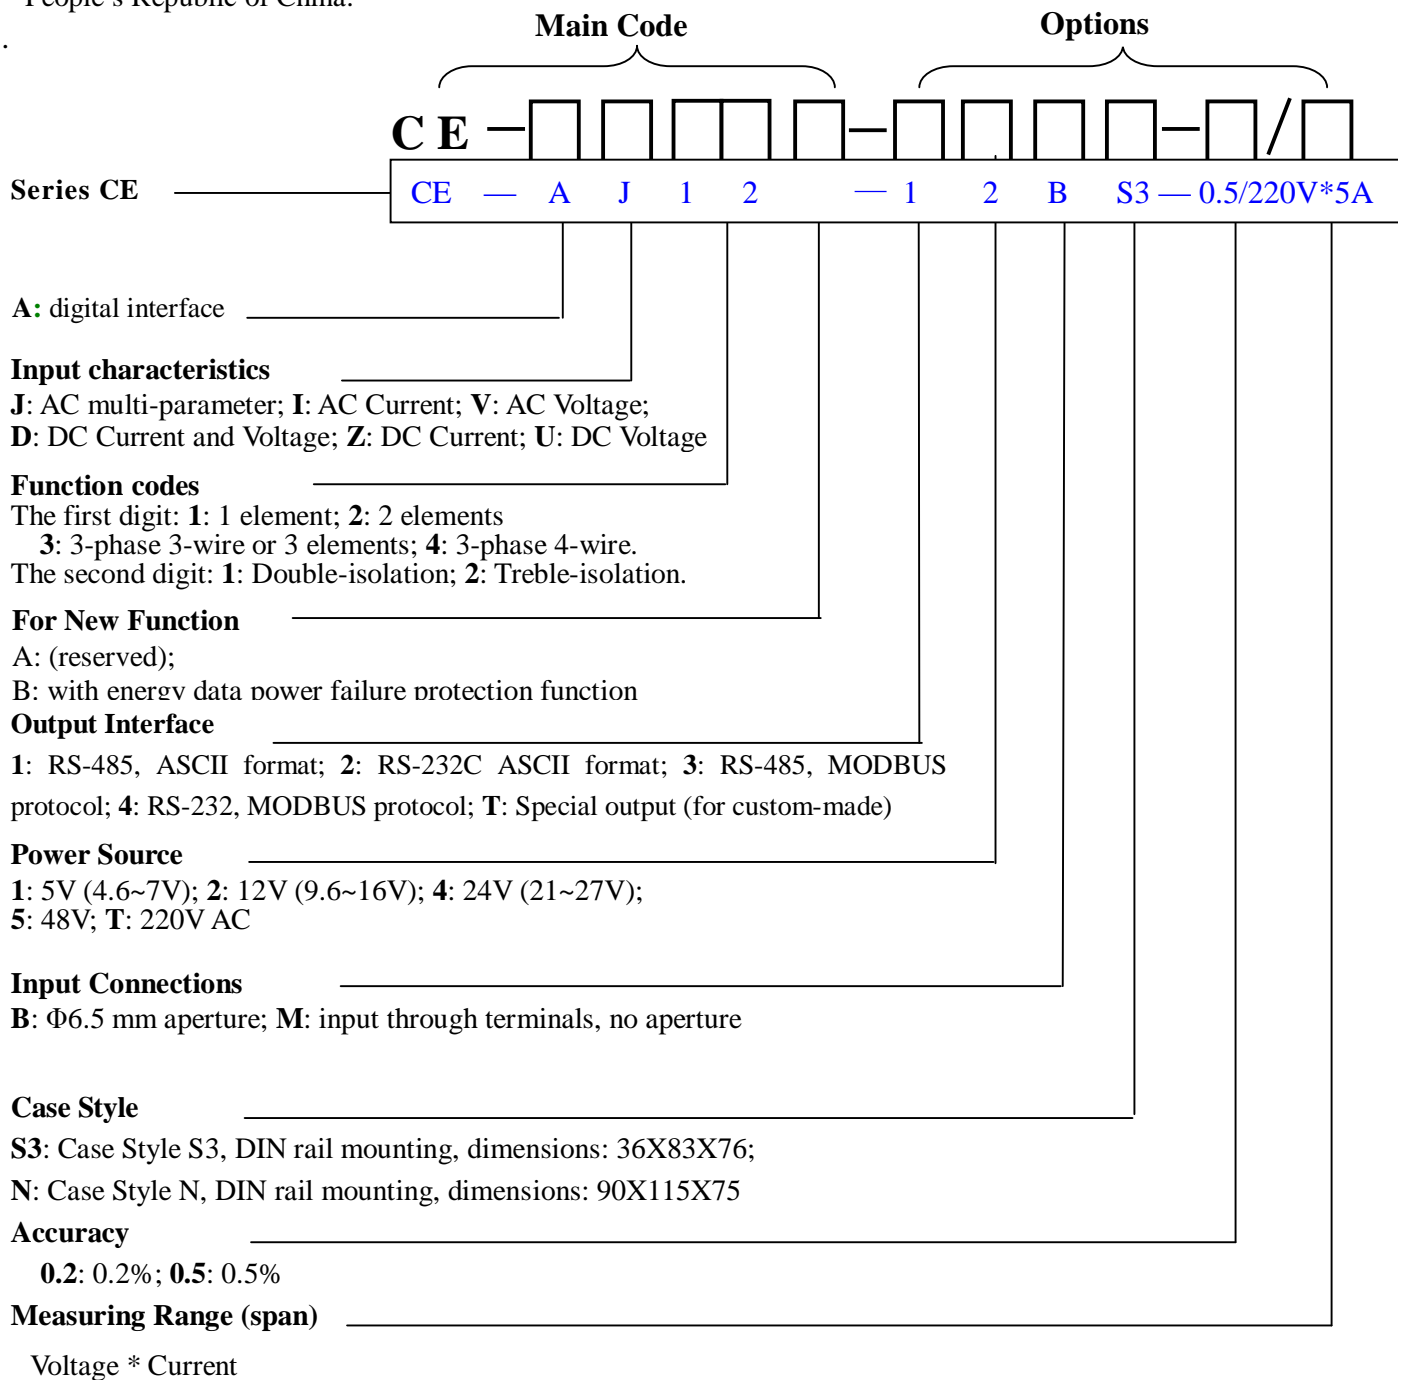 People's Republic of China.
.
Main Code
Options
C E — / 
Series CE
CE — A J 1 2 — 1 2 B S3 — 0.5/220V*5A
A: digital interface
Input characteristics
J: AC multi-parameter; I: AC Current; V: AC Voltage;
D: DC Current and Voltage; Z: DC Current; U: DC Voltage
Function codes
The first digit: 1: 1 element; 2: 2 elements
3: 3-phase 3-wire or 3 elements; 4: 3-phase 4-wire.
The second digit: 1: Double-isolation; 2: Treble-isolation.
For New Function
A: (reserved);
B: with energy data power failure protection function
Output Interface
1: RS-485, ASCII format; 2: RS-232C ASCII format; 3: RS-485, MODBUS
protocol; 4: RS-232, MODBUS protocol; T: Special output (for custom-made)
Power Source
1: 5V (4.6~7V); 2: 12V (9.6~16V); 4: 24V (21~27V);
5: 48V; T: 220V AC
Input Connections
B: Φ6.5 mm aperture; M: input through terminals, no aperture
Case Style
S3: Case Style S3, DIN rail mounting, dimensions: 36X83X76;
N: Case Style N, DIN rail mounting, dimensions: 90X115X75
Accuracy
0.2: 0.2%; 0.5: 0.5%
Measuring Range (span)
Voltage * Current